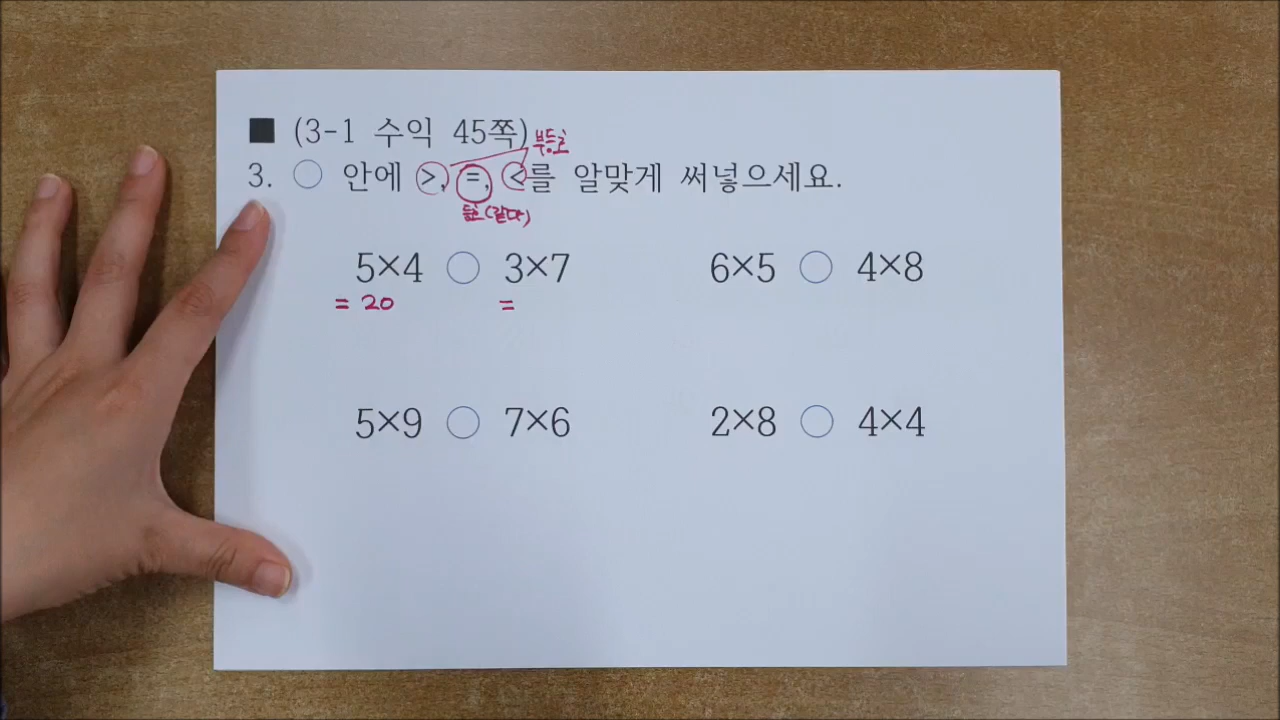 ■ (3-1 수익 45쪽)
부등호
3. ○ 안에 >, =, <를 알맞게 써넣으세요.
등호(같다)
5×4 ○ 3×7
= 20 =
6×5 ○ 4×8
5×9 ○ 7×6
2×8 ○ 4×4